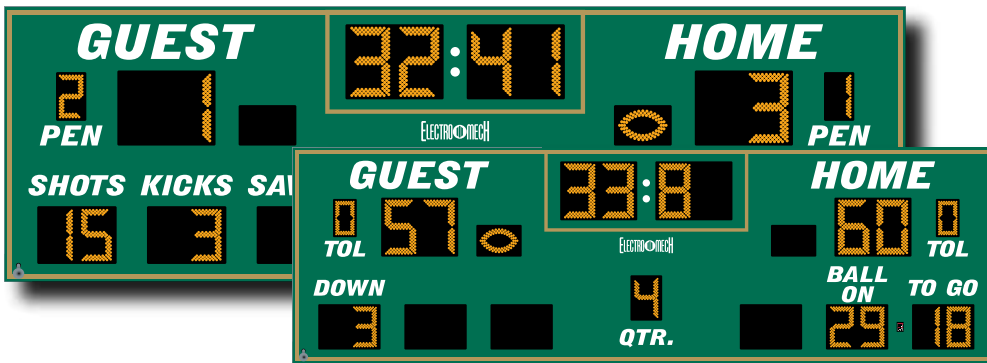 GUEST 32:41 HOME
2 1 3 1
PEN ELECTRO-MECH PEN
SHOTS KICKS
15 3
GUEST 33:8 HOME
0 57 60 0
TOL ELECTRO-MECH TOL
DOWN 4 BALL ON TO GO
3 QTR. 29 18